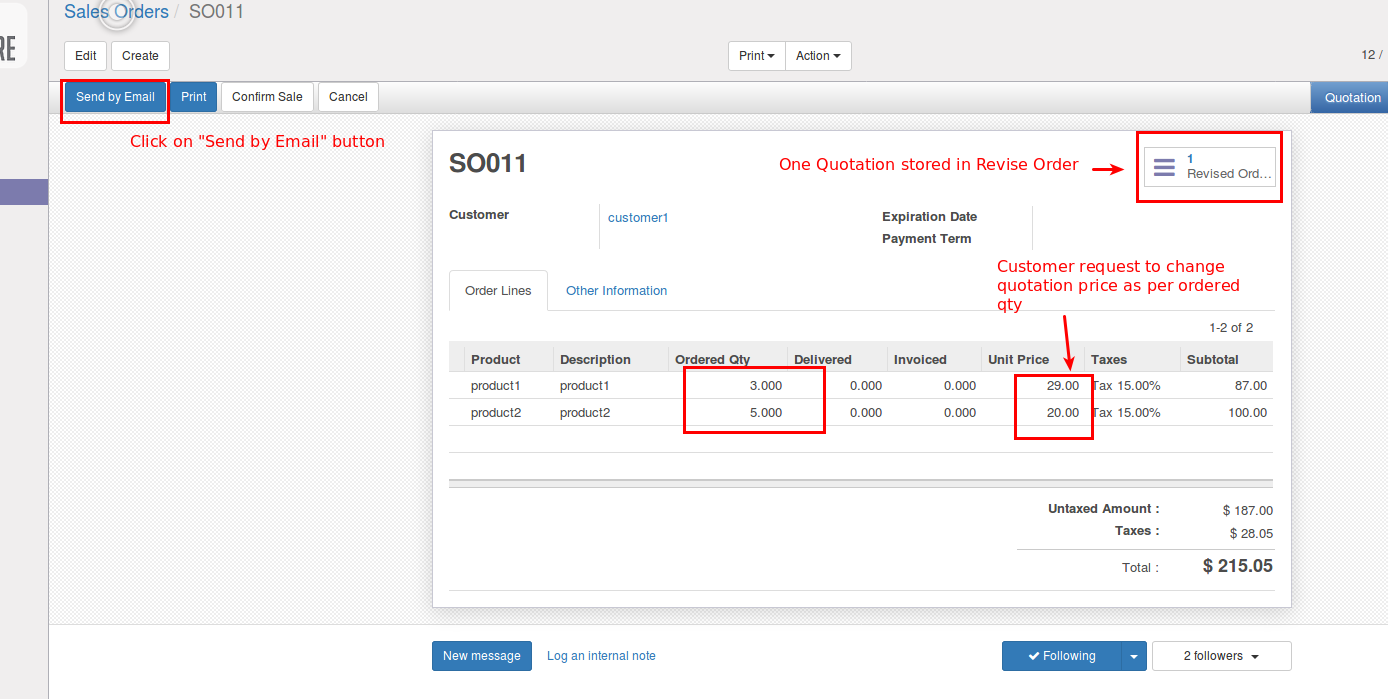 Sales Orders / SO011
RE
Edit Create Print Action 12 /
Send by Email Print Confirm Sale Cancel Quotation
Click on "Send by Email" button
SO011
One Quotation stored in Revise Order
1
Revised Ord...
Customer customer1 Expiration Date
Payment Term
Customer request to change
quotation price as per ordered
qty
Order Lines Other Information
1-2 of 2
Product Description Ordered Qty Delivered Invoiced Unit Price Taxes Subtotal
product1 product1 3.000 0.000 0.000 29.00 Tax 15.00% 87.00
product2 product2 5.000 0.000 0.000 20.00 Tax 15.00% 100.00
Untaxed Amount : $ 187.00
Taxes : $ 28.05
Total : $ 215.05
New message Log an internal note Following 2 followers